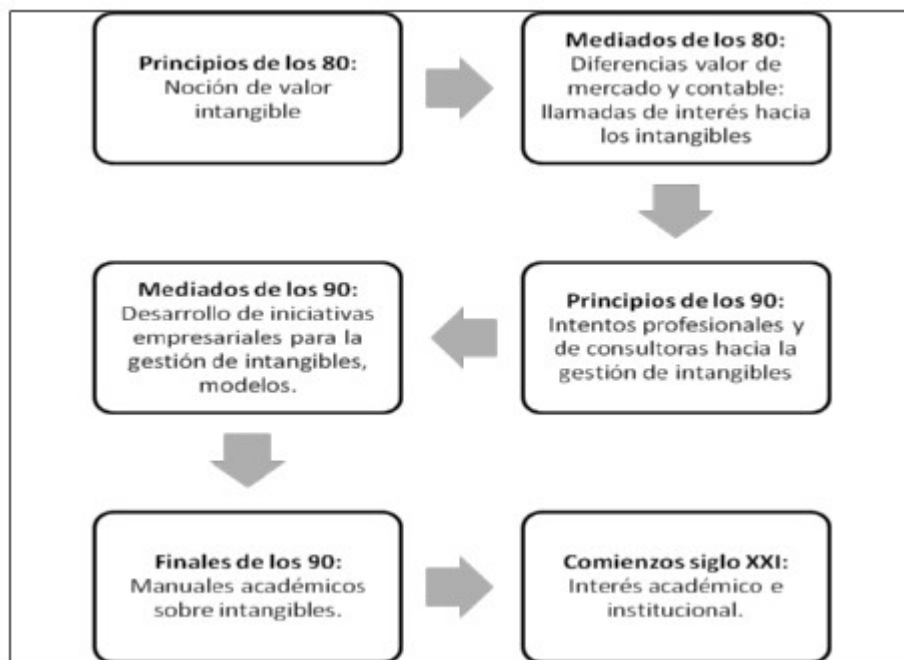 Principios de los 80:
Noción de valor
intangible
Mediados de los 80:
Diferencias valor de
mercado y contable:
llamadas de interés hacia
los intangibles
Principios de los 90:
Intentos profesionales y
de consultoras hacia la
gestión de intangibles
Mediados de los 90:
Desarrollo de iniciativas
empresariales para la
gestión de intangibles,
modelos.
Finales de los 90:
Manuales académicos
sobre intangibles.
Comienzos siglo XXI:
Interés académico e
institucional.